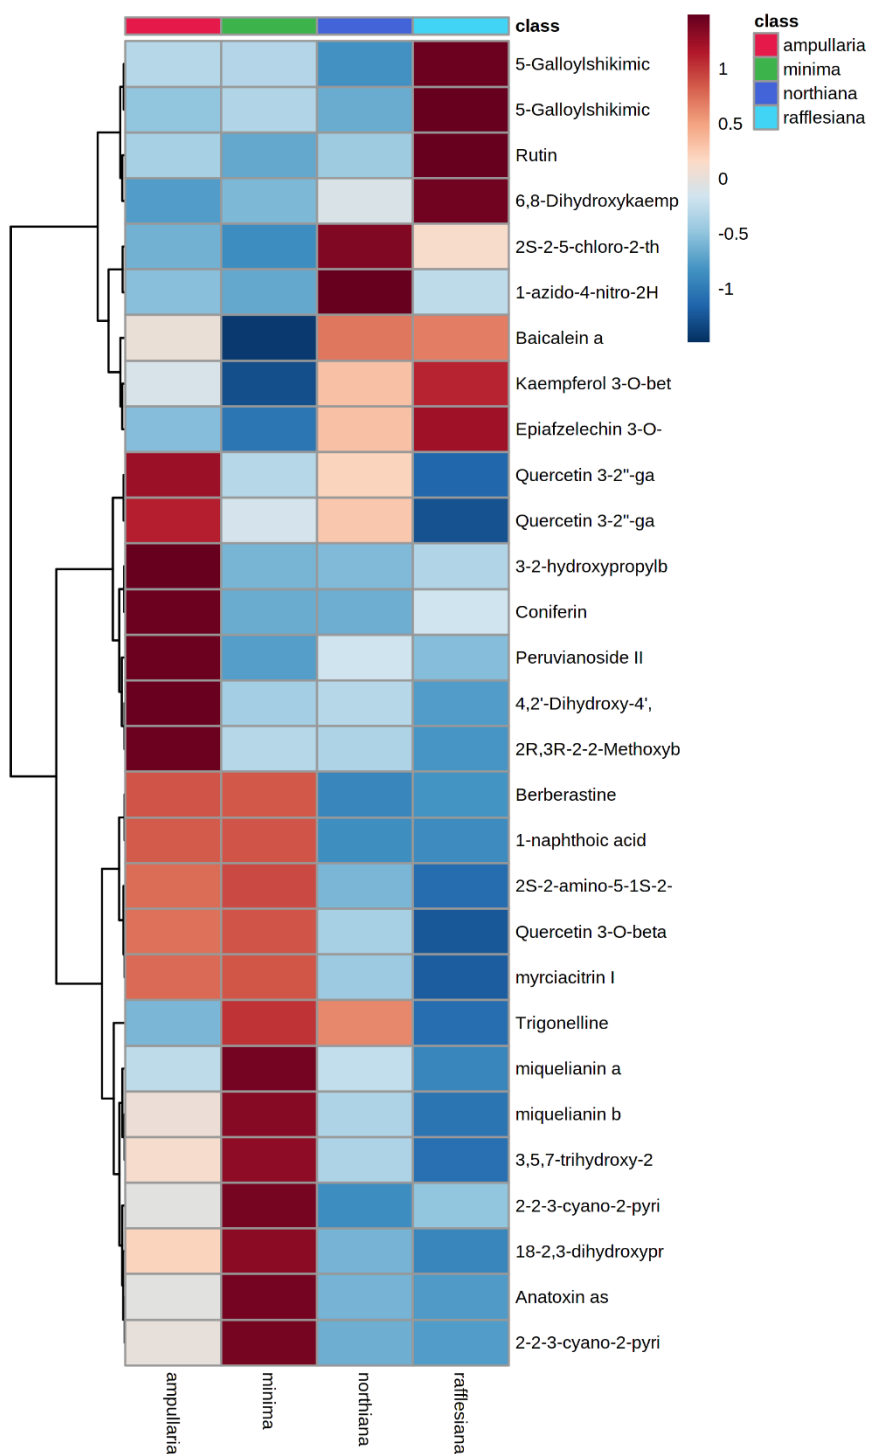 class
5-Galloylshikimic
5-Galloylshikimic
Rutin
6,8-Dihydroxykaemp
2S-2-5-chloro-2-th
1-azido-4-nitro-2H
Baicalein a
Kaempferol 3-O-bet
Epiafzelechin 3-O-
Quercetin 3-2"-ga
Quercetin 3-2"-ga
3-2-hydroxypropylb
Coniferin
Peruvianoside II
4,2'-Dihydroxy-4',
2R,3R-2-2-Methoxyb
Berberastine
1-naphthoic acid
2S-2-amino-5-1S-2-
Quercetin 3-O-beta
myrciacitrin I
Trigonelline
miquelianin a
miquelianin b
3,5,7-trihydroxy-2
2-2-3-cyano-2-pyri
18-2,3-dihydroxypr
Anatoxin as
2-2-3-cyano-2-pyri
ampullaria
minima
northiana
rafflesiana
1
0.5
0
-0.5
-1
class
ampullaria
minima
northiana
rafflesiana